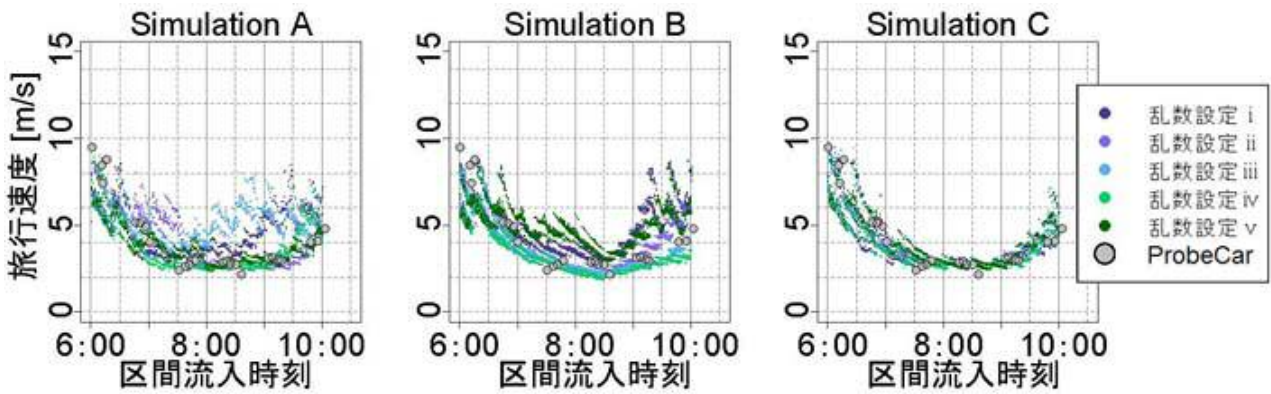 Simulation A
Simulation B
Simulation C
旅行速度 [m/s]
15
10
5
0
6:00 8:00 10:00
区間流入時刻
15
10
5
0
6:00 8:00 10:00
区間流入時刻
15
10
5
0
6:00 8:00 10:00
区間流入時刻
乱数設定 i
乱数設定 ii
乱数設定 iii
乱数設定 iv
乱数設定 v
ProbeCar